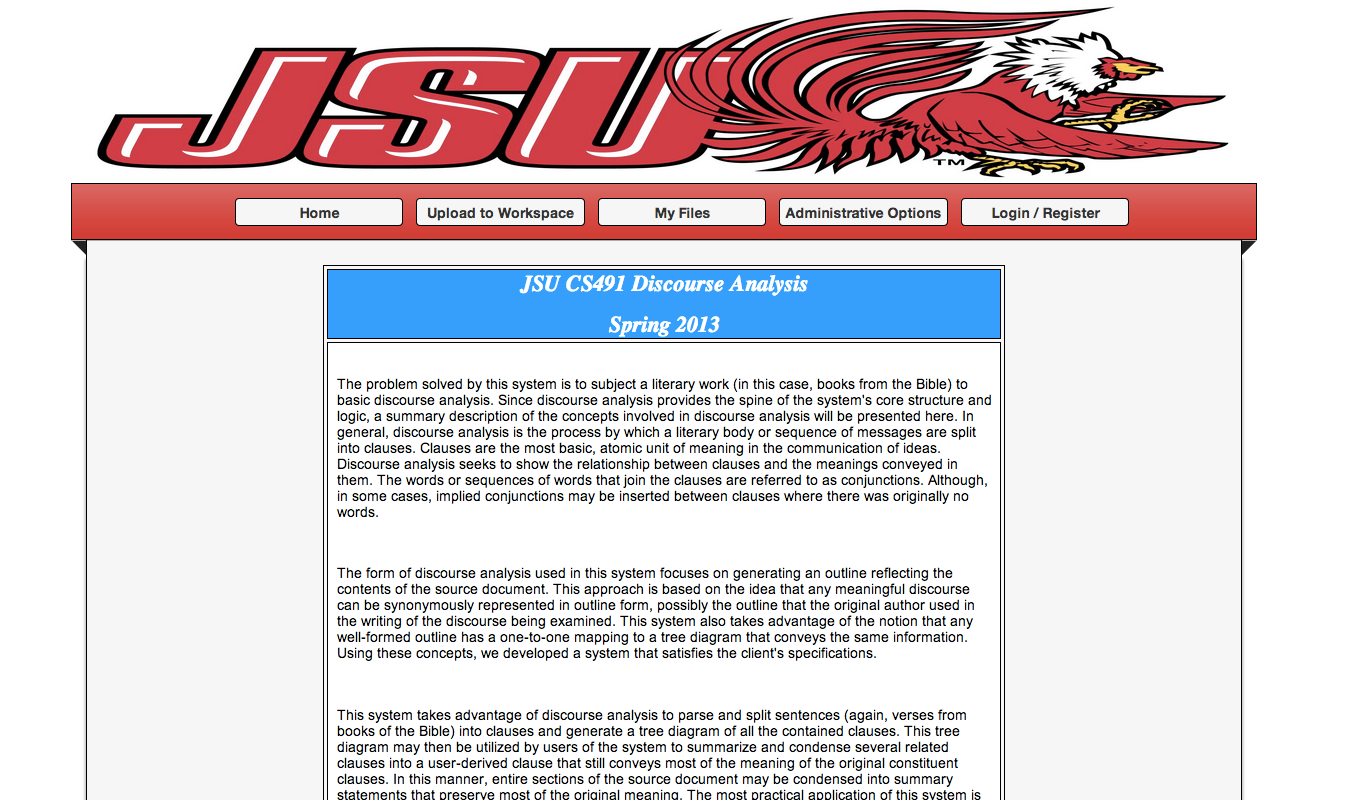 JSU
TM
Home
Upload to Workspace
My Files
Administrative Options
Login / Register
JSU CS491 Discourse Analysis
Spring 2013
The problem solved by this system is to subject a literary work (in this case, books from the Bible) to
basic discourse analysis. Since discourse analysis provides the spine of the system's core structure and
logic, a summary description of the concepts involved in discourse analysis will be presented here. In
general, discourse analysis is the process by which a literary body or sequence of messages are split
into clauses. Clauses are the most basic, atomic unit of meaning in the communication of ideas.
Discourse analysis seeks to show the relationship between clauses and the meanings conveyed in
them. The words or sequences of words that join the clauses are referred to as conjunctions. Although,
in some cases, implied conjunctions may be inserted between clauses where there was originally no
words.
The form of discourse analysis used in this system focuses on generating an outline reflecting the
contents of the source document. This approach is based on the idea that any meaningful discourse
can be synonymously represented in outline form, possibly the outline that the original author used in
the writing of the discourse being examined. This system also takes advantage of the notion that any
well-formed outline has a one-to-one mapping to a tree diagram that conveys the same information.
Using these concepts, we developed a system that satisfies the client's specifications.
This system takes advantage of discourse analysis to parse and split sentences (again, verses from
books of the Bible) into clauses and generate a tree diagram of all the contained clauses. This tree
diagram may then be utilized by users of the system to summarize and condense several related
clauses into a user-derived clause that still conveys most of the meaning of the original constituent
clauses. In this manner, entire sections of the source document may be condensed into summary
statements that preserve most of the original meaning. The most practical application of this system is